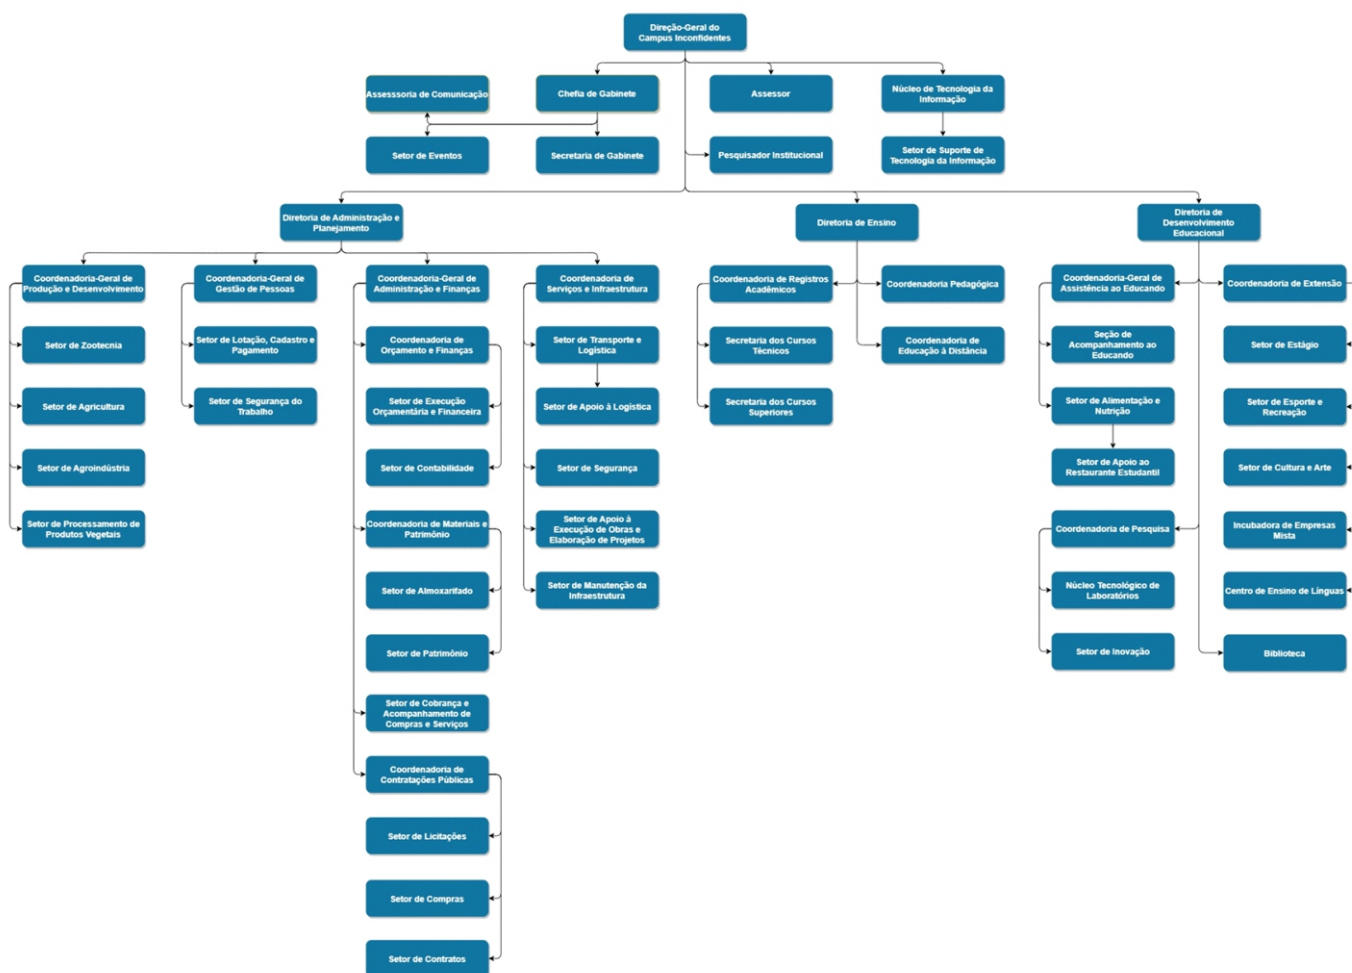 Direção-Geral do
Campus Inconfidentes
Assesssoria de Comunicação
Chefia de Gabinete
Assessor
Núcleo de Tecnologia da
Informação
Setor de Eventos
Secretaria de Gabinete
Pesquisador Institucional
Setor de Suporte de
Tecnologia da Informação
Diretoria de Administração e
Planejamento
Diretoria de Ensino
Diretoria de
Desenvolvimento
Educacional
Coordenadoria-Geral de
Produção e Desenvolvimento
Coordenadoria-Geral de
Gestão de Pessoas
Coordenadoria-Geral de
Administração e Finanças
Coordenadoria de
Serviços e Infraestrutura
Coordenadoria de Registros
Acadêmicos
Coordenadoria Pedagógica
Coordenadoria-Geral de
Assistência ao Educando
Coordenadoria de Extensão
Setor de Zootecnia
Setor de Lotação, Cadastro e
Pagamento
Coordenadoria de
Orçamento e Finanças
Setor de Transporte e
Logística
Secretaria dos Cursos
Técnicos
Coordenadoria de
Educação à Distância
Seção de
Acompanhamento ao
Educando
Setor de Estágio
Setor de Agricultura
Setor de Segurança do
Trabalho
Setor de Execução
Orçamentária e Financeira
Setor de Apoio à Logística
Secretaria dos Cursos
Superiores
Setor de Alimentação e
Nutrição
Setor de Esporte e
Recreação
Setor de Agroindústria
Setor de Contabilidade
Setor de Segurança
Setor de Apoio ao
Restaurante Estudantil
Setor de Cultura e Arte
Setor de Processamento de
Produtos Vegetais
Coordenadoria de Materiais e
Patrimônio
Setor de Apoio à
Execução de Obras e
Elaboração de Projetos
Coordenadoria de Pesquisa
Incubadora de Empresas
Mista
Setor de Almoxarifado
Setor de Manutenção da
Infraestrutura
Núcleo Tecnológico de
Laboratórios
Centro de Ensino de Línguas
Setor de Patrimônio
Setor de Inovação
Biblioteca
Setor de Cobrança e
Acompanhamento de
Compras e Serviços
Coordenadoria de
Contratações Públicas
Setor de Licitações
Setor de Compras
Setor de Contratos